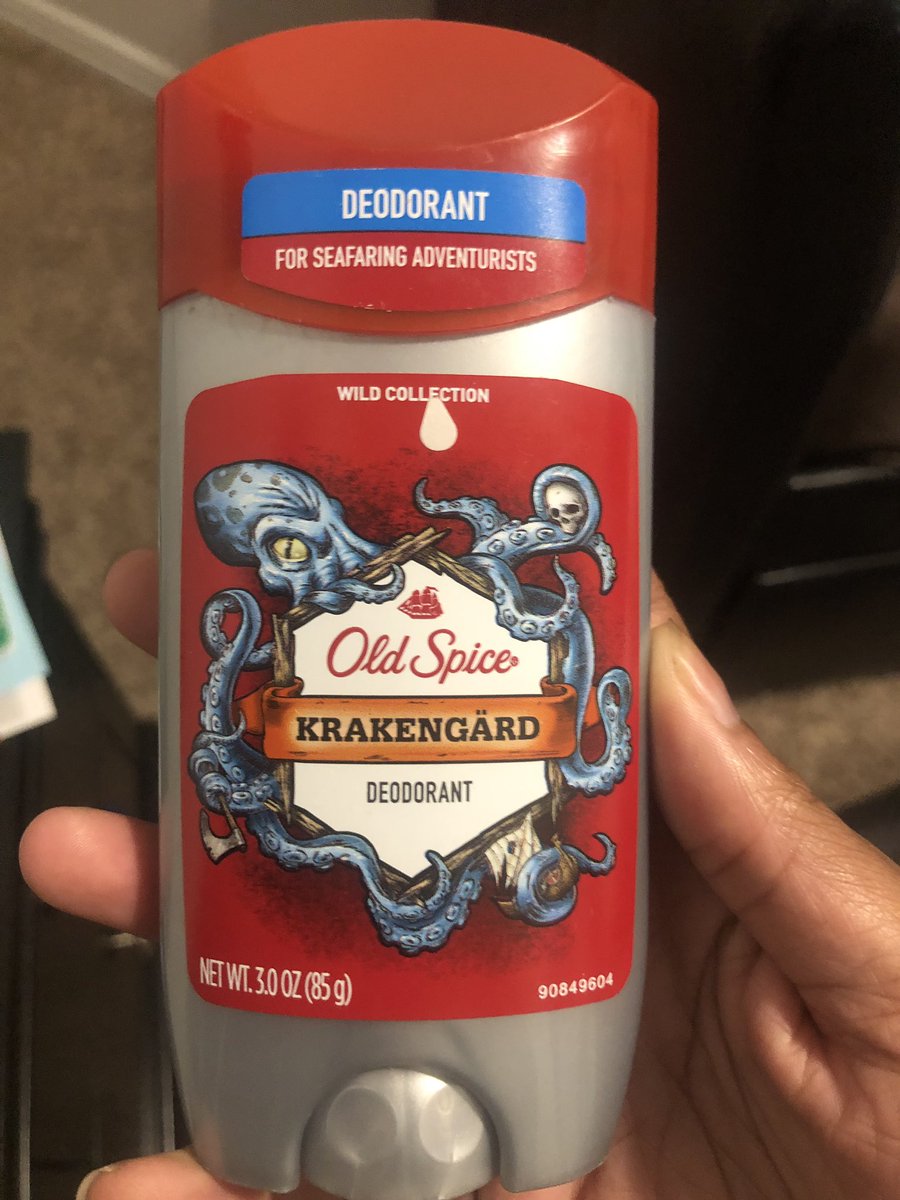 DEODORANT
FOR SEAFARING ADVENTURISTS
WILD COLLECTION
Old Spice®
KRAKENGÄRD
DEODORANT
NET WT. 3.0 OZ (85 g)
90849604